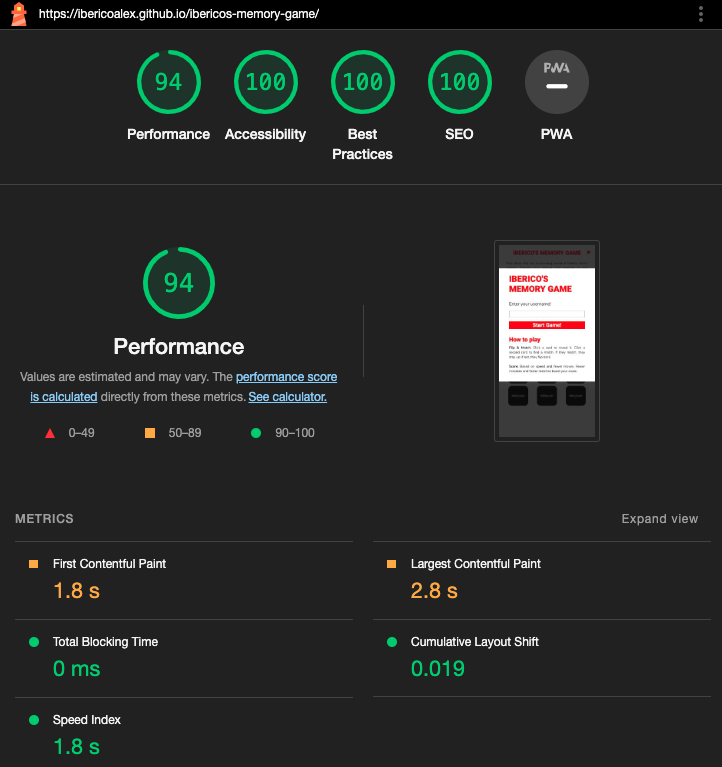 https://ibericoalex.github.io/ibericos-memory-game/
94
100
100
100
PWA
Performance
Accessibility
Best
Practices
SEO
PWA
94
Performance
Values are estimated and may vary. The performance score
is calculated directly from these metrics. See calculator.
0–49
50–89
90–100
IBERICO'S MEMORY GAME
IBERICO'S
MEMORY GAME
Enter your username:
Start Game!
How to play
METRICS
Expand view
First Contentful Paint
1.8 s
Largest Contentful Paint
2.8 s
Total Blocking Time
0 ms
Cumulative Layout Shift
0.019
Speed Index
1.8 s